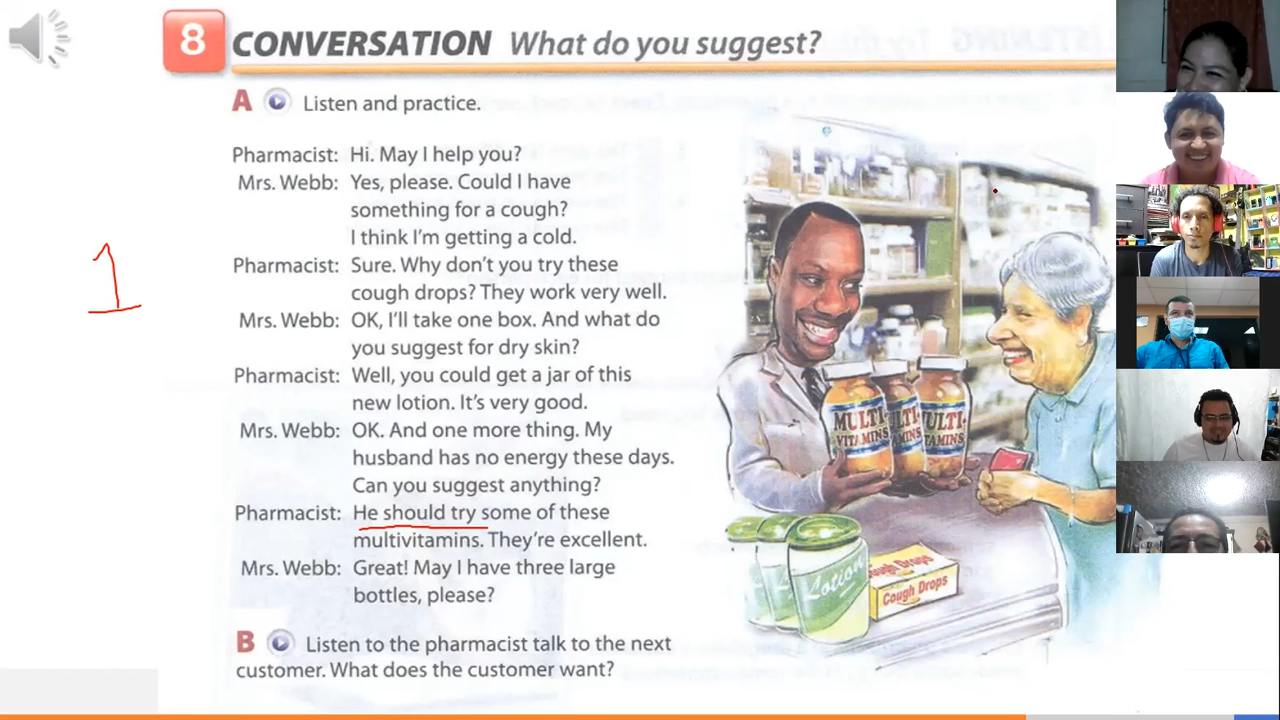 8 CONVERSATION What do you suggest?
A Listen and practice.
Pharmacist: Hi. May I help you?
Mrs. Webb: Yes, please. Could I have
something for a cough?
I think I'm getting a cold.
Pharmacist: Sure. Why don't you try these
cough drops? They work very well.
Mrs. Webb: OK, I'll take one box. And what do
you suggest for dry skin?
Pharmacist: Well, you could get a jar of this
new lotion. It's very good.
Mrs. Webb: OK. And one more thing. My
husband has no energy these days.
Can you suggest anything?
Pharmacist: He should try some of these
multivitamins. They're excellent.
Mrs. Webb: Great! May I have three large
bottles, please?
B Listen to the pharmacist talk to the next
customer. What does the customer want?
1
MULTI
VITAMINS
Lotion
Cough Drops
Cough Drops